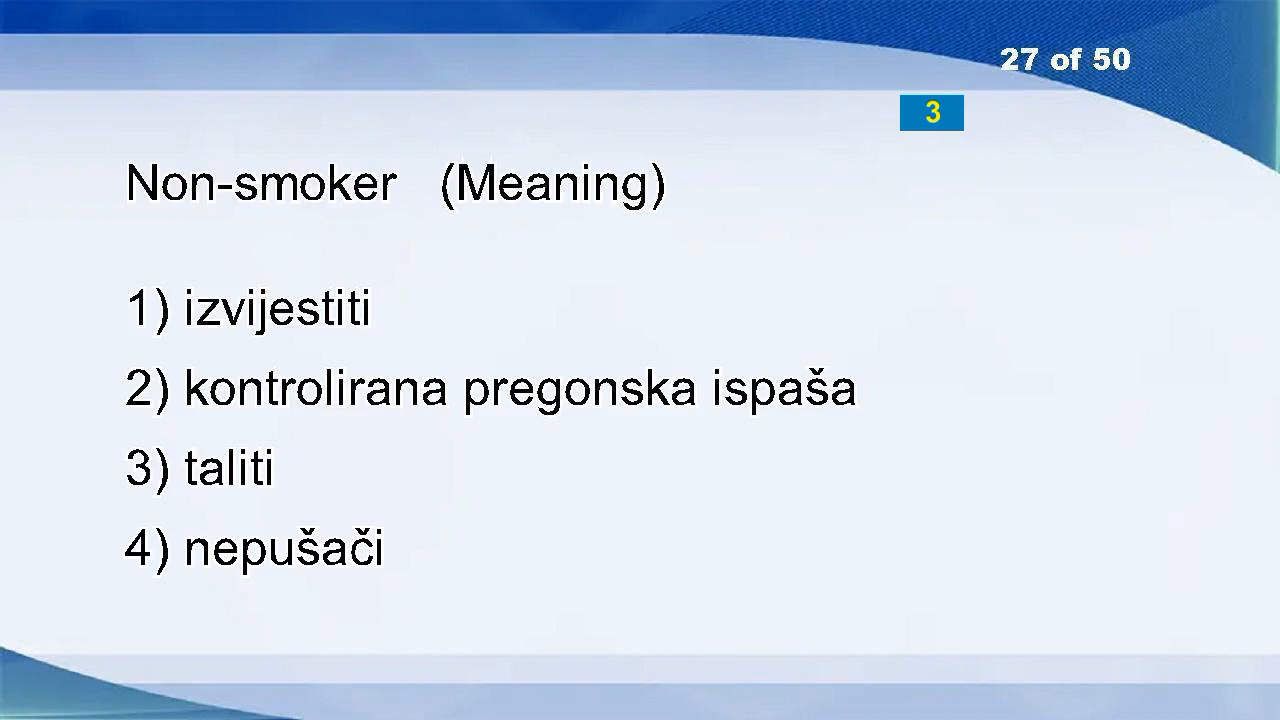 27 of 50
3
Non-smoker (Meaning)
1) izvijestiti
2) kontrolirana pregonska ispaša
3) taliti
4) nepušači